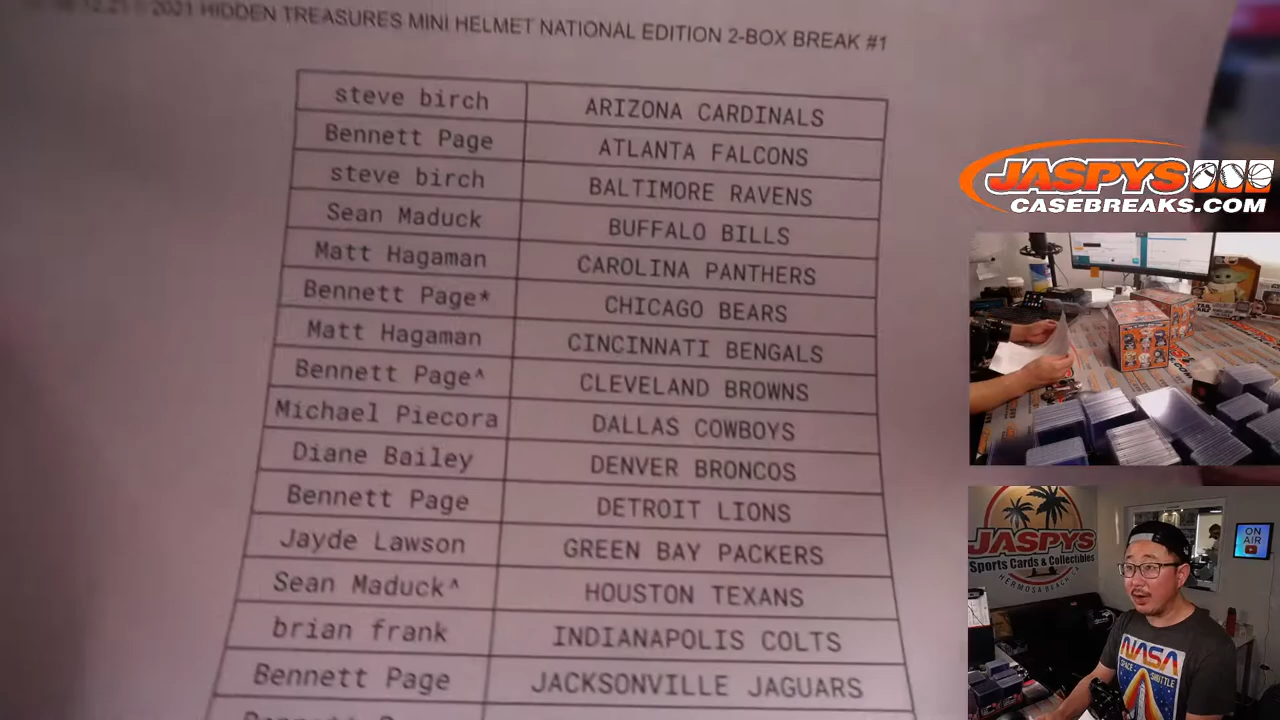 12.21 2021 HIDDEN TREASURES MINI HELMET NATIONAL EDITION 2-BOX BREAK #1
steve birch ARIZONA CARDINALS
Bennett Page ATLANTA FALCONS
steve birch BALTIMORE RAVENS
Sean Maduck BUFFALO BILLS
Matt Hagaman CAROLINA PANTHERS
Bennett Page* CHICAGO BEARS
Matt Hagaman CINCINNATI BENGALS
Bennett Page^ CLEVELAND BROWNS
Michael Piecora DALLAS COWBOYS
Diane Bailey DENVER BRONCOS
Bennett Page DETROIT LIONS
Jayde Lawson GREEN BAY PACKERS
Sean Maduck^ HOUSTON TEXANS
brian frank INDIANAPOLIS COLTS
Bennett Page JACKSONVILLE JAGUARS
JASPYS
CASEBREAKS.COM
JASPYS
Sports Cards & Collectibles
HERMOSA BEACH, CA
ON
AIR
NASA
SPACE SHUTTLE